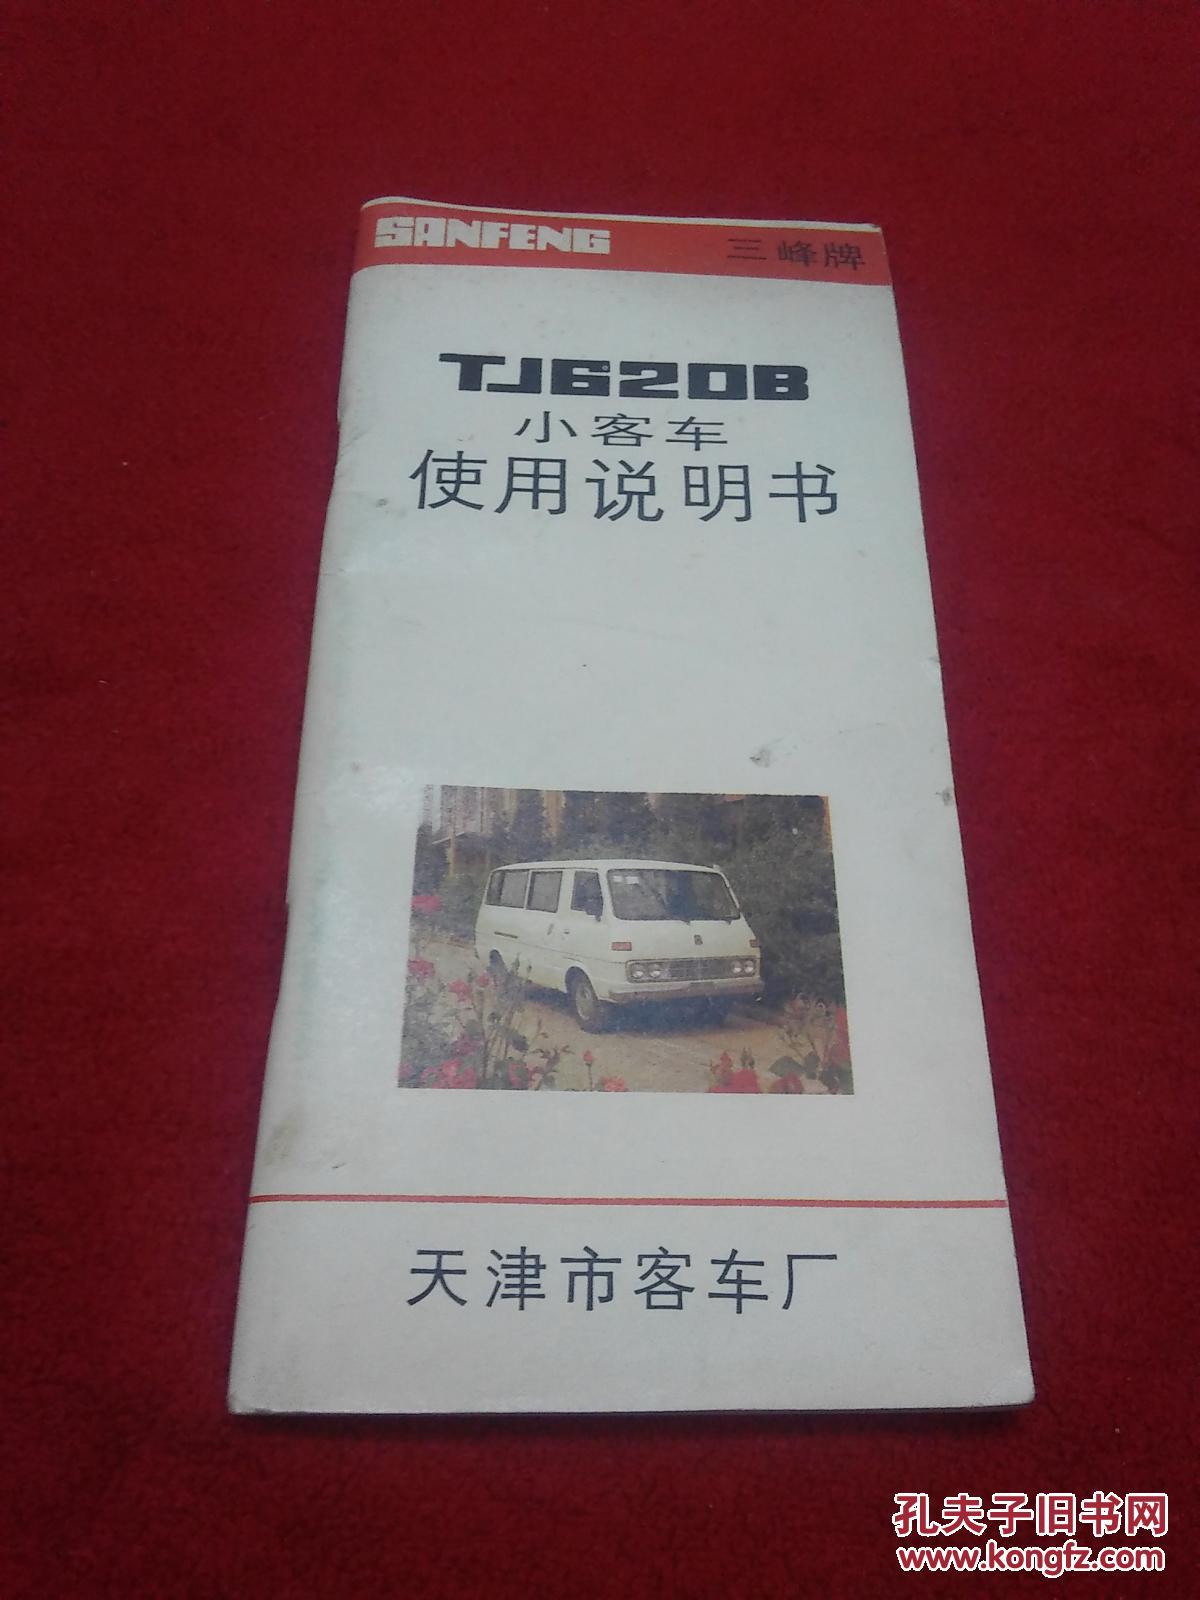 SANFENG 三峰牌
TJ620B
小客车
使用说明书
天津市客车厂
孔夫子旧书网
www.kongfz.com